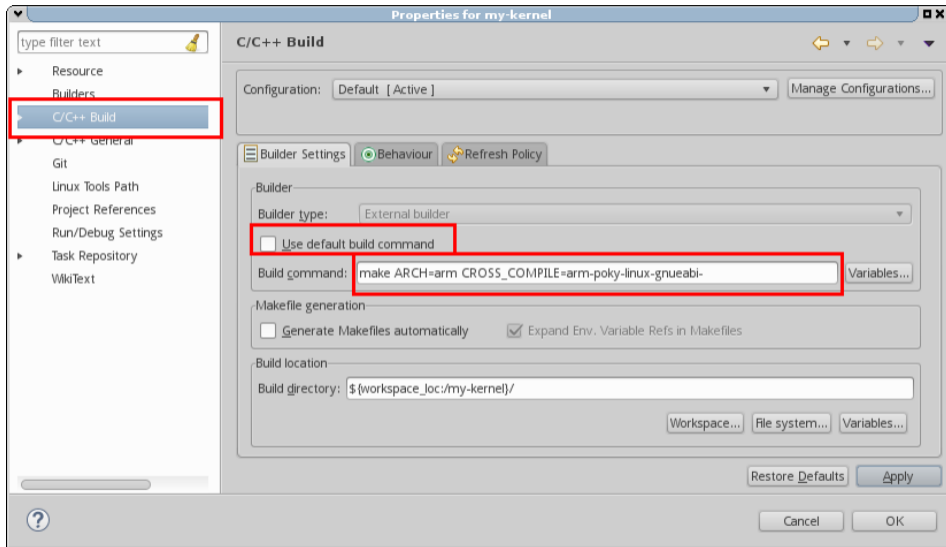 Properties for my-kernel
type filter text
Resource
Builders
C/C++ Build
C/C++ General
Git
Linux Tools Path
Project References
Run/Debug Settings
Task Repository
WikiText
C/C++ Build
Configuration: Default [ Active ] Manage Configurations...
Builder Settings Behaviour Refresh Policy
Builder
Builder type: External builder
Use default build command
Build command: make ARCH=arm CROSS_COMPILE=arm-poky-linux-gnueabi- Variables...
Makefile generation
Generate Makefiles automatically Expand Env. Variable Refs in Makefiles
Build location
Build directory: ${workspace_loc:/my-kernel}/
Workspace... File system... Variables...
Restore Defaults Apply
? Cancel OK